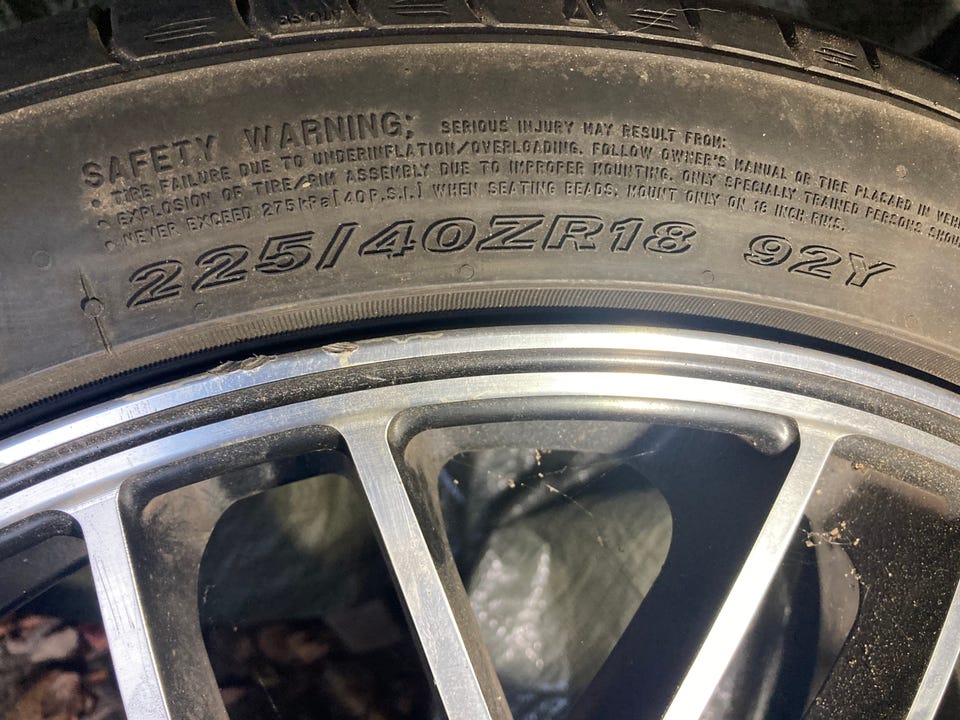 SAFETY WARNING; SERIOUS INJURY MAY RESULT FROM:
• TIRE FAILURE DUE TO UNDERINFLATION/OVERLOADING. FOLLOW OWNER'S MANUAL OR TIRE PLACARD IN VEH
• EXPLOSION OF TIRE/RIM ASSEMBLY DUE TO IMPROPER MOUNTING. ONLY SPECIALLY TRAINED PERSONS SHOU
• NEVER EXCEED 275kPa[40P.S.I.] WHEN SEATING BEADS. MOUNT ONLY ON 18 INCH RIMS.
225/40ZR18 92Y